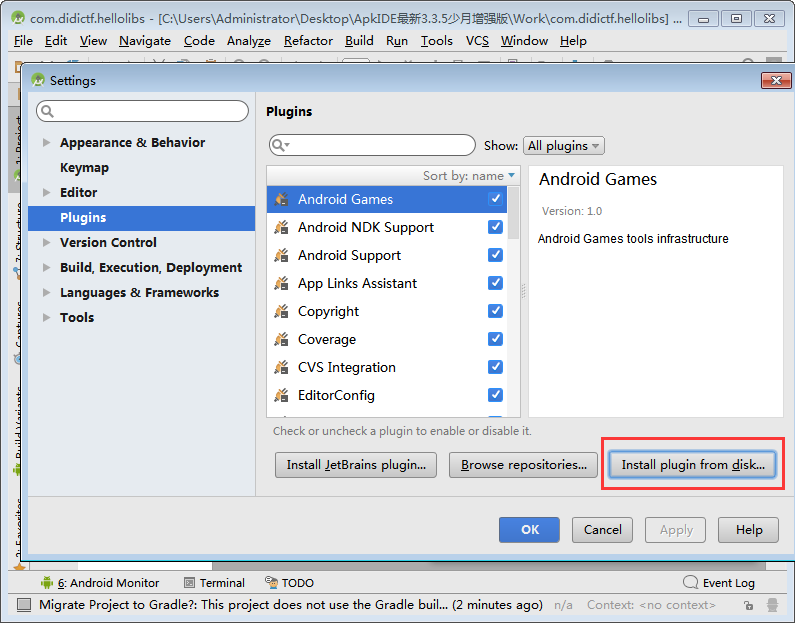 com.didictf.hellolibs - [C:\Users\Administrator\Desktop\ApkIDE最新3.3.5少月增强版\Work\com.didictf.hellolibs] ...
File Edit View Navigate Code Analyze Refactor Build Run Tools VCS Window Help
Settings
Plugins
Show: All plugins
Appearance & Behavior
Keymap
Editor
Plugins
Version Control
Build, Execution, Deployment
Languages & Frameworks
Tools
Sort by: name
Android Games
Android NDK Support
Android Support
App Links Assistant
Copyright
Coverage
CVS Integration
EditorConfig
Android Games
Version: 1.0
Android Games tools infrastructure
Check or uncheck a plugin to enable or disable it.
Install JetBrains plugin... Browse repositories... Install plugin from disk...
OK Cancel Apply Help
6: Android Monitor Terminal TODO Event Log
Migrate Project to Gradle?: This project does not use the Gradle buil... (2 minutes ago) n/a Context: <no context>